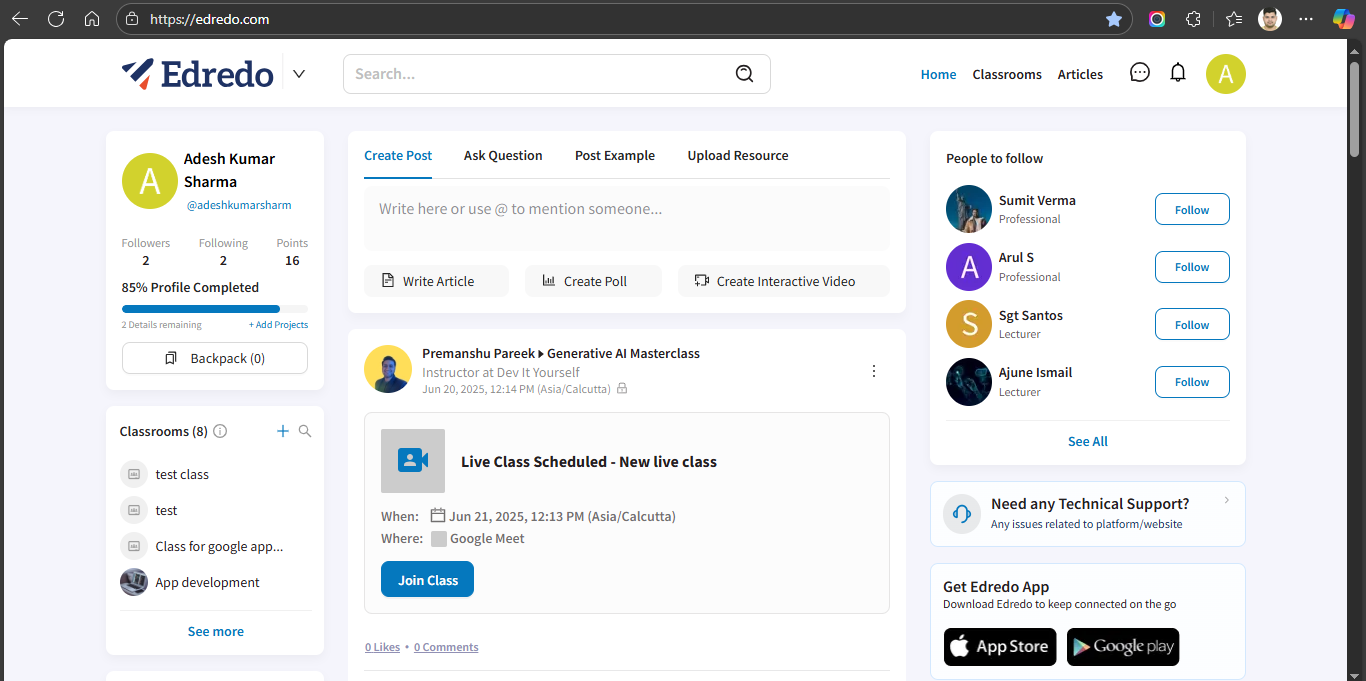 https://edredo.com
Edredo
Search...
Home
Classrooms
Articles
A
A
Adesh Kumar
Sharma
@adeshkumarsharm
Followers
Following
Points
2
2
16
85% Profile Completed
2 Details remaining
+ Add Projects
Backpack (0)
Classrooms (8)
test class
test
Class for google app...
App development
See more
Create Post
Ask Question
Post Example
Upload Resource
Write here or use @ to mention someone...
Write Article
Create Poll
Create Interactive Video
Premanshu Pareek Generative AI Masterclass
Instructor at Dev It Yourself
Jun 20, 2025, 12:14 PM (Asia/Calcutta)
Live Class Scheduled - New live class
When: Jun 21, 2025, 12:13 PM (Asia/Calcutta)
Where: Google Meet
Join Class
0 Likes • 0 Comments
People to follow
Sumit Verma
Professional
Follow
A
Arul S
Professional
Follow
S
Sgt Santos
Lecturer
Follow
Ajune Ismail
Lecturer
Follow
See All
Need any Technical Support?
Any issues related to platform/website
Get Edredo App
Download Edredo to keep connected on the go
App Store
Google play